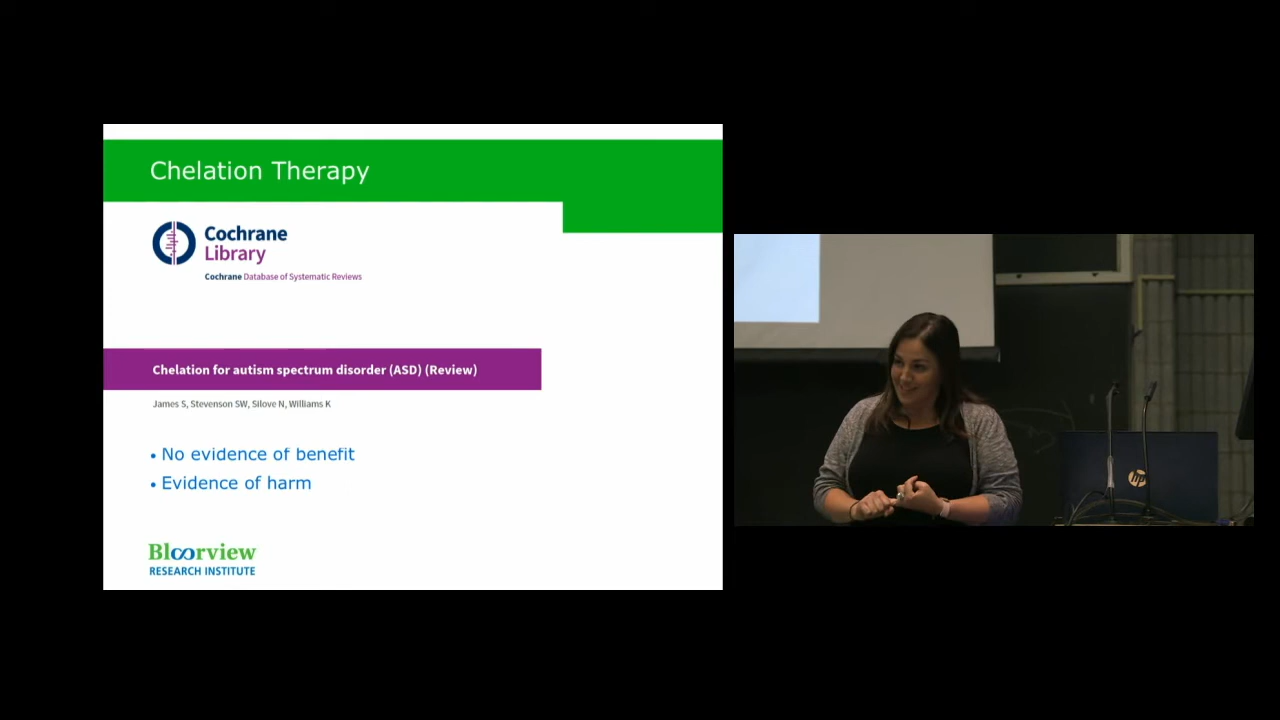 Chelation Therapy
Cochrane
Library
Cochrane Database of Systematic Reviews
Chelation for autism spectrum disorder (ASD) (Review)
James S, Stevenson SW, Silove N, Williams K
• No evidence of benefit
• Evidence of harm
Bloorview
RESEARCH INSTITUTE
hp